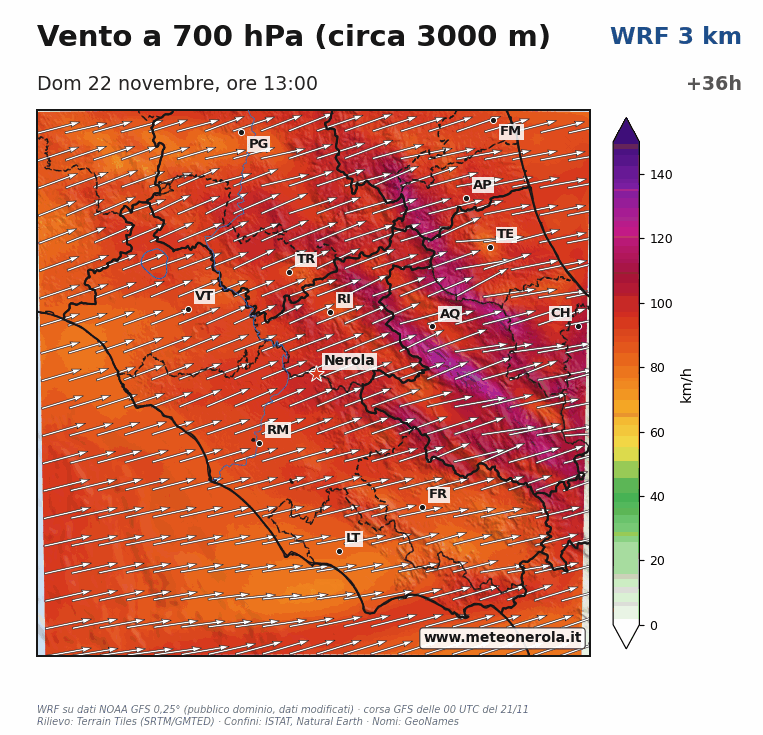 Vento a 700 hPa (circa 3000 m)
WRF 3 km
Dom 22 novembre, ore 13:00
+36h
FM
PG
AP
TE
TR
VT
RI
AQ
CH
Nerola
RM
FR
LT
www.meteonerola.it
140
120
100
80
60
40
20
0
km/h
WRF su dati NOAA GFS 0,25° (pubblico dominio, dati modificati) · corsa GFS delle 00 UTC del 21/11
Rilievo: Terrain Tiles (SRTM/GMTED) · Confini: ISTAT, Natural Earth · Nomi: GeoNames